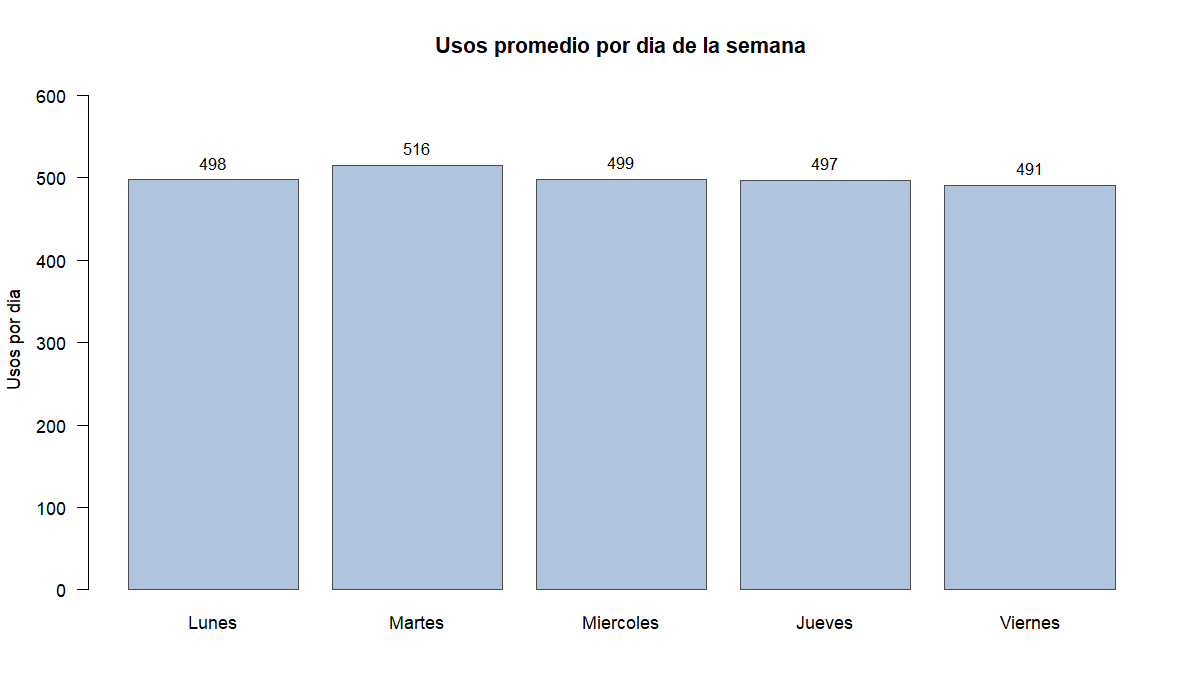 Usos promedio por dia de la semana
Usos por dia
600
500
400
300
200
100
0
498
516
499
497
491
Lunes
Martes
Miercoles
Jueves
Viernes